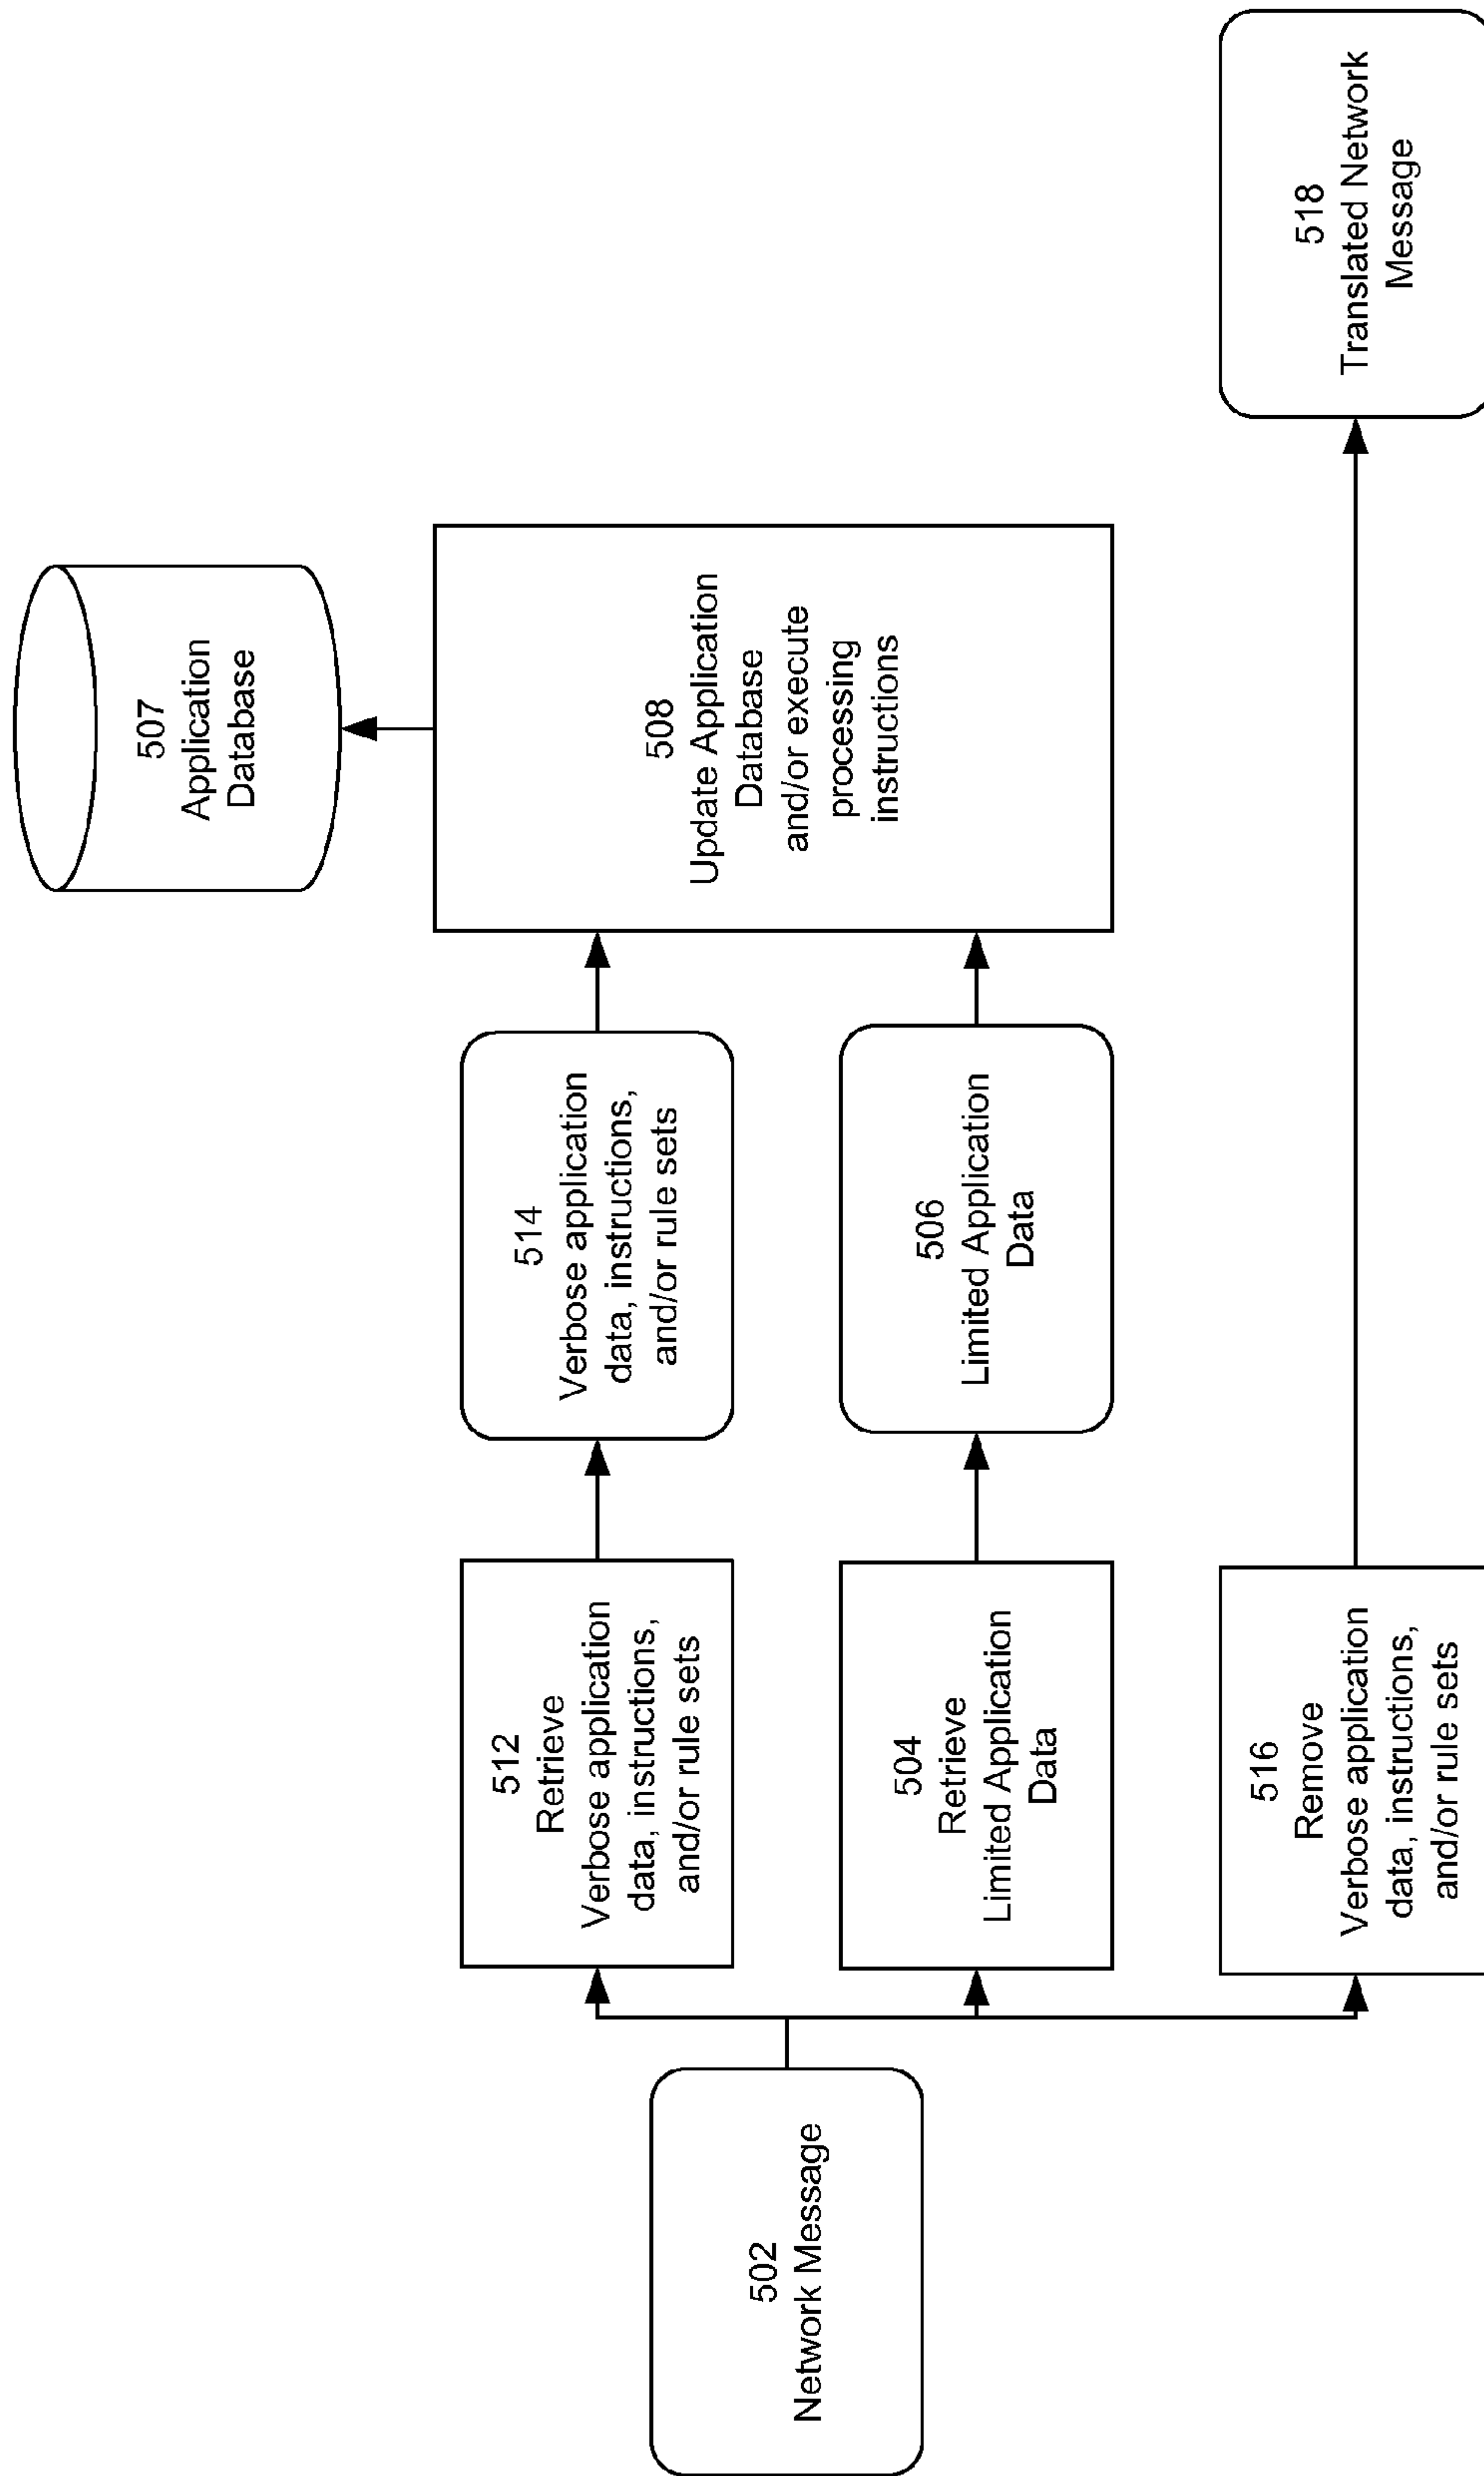 502
Network Message
512
Retrieve
Verbose application
data, instructions,
and/or rule sets
504
Retrieve
Limited Application
Data
516
Remove
Verbose application
data, instructions,
and/or rule sets
514
Verbose application
data, instructions,
and/or rule sets
506
Limited Application
Data
507
Application
Database
508
Update Application
Database
and/or execute
processing
instructions
518
Translated Network
Message